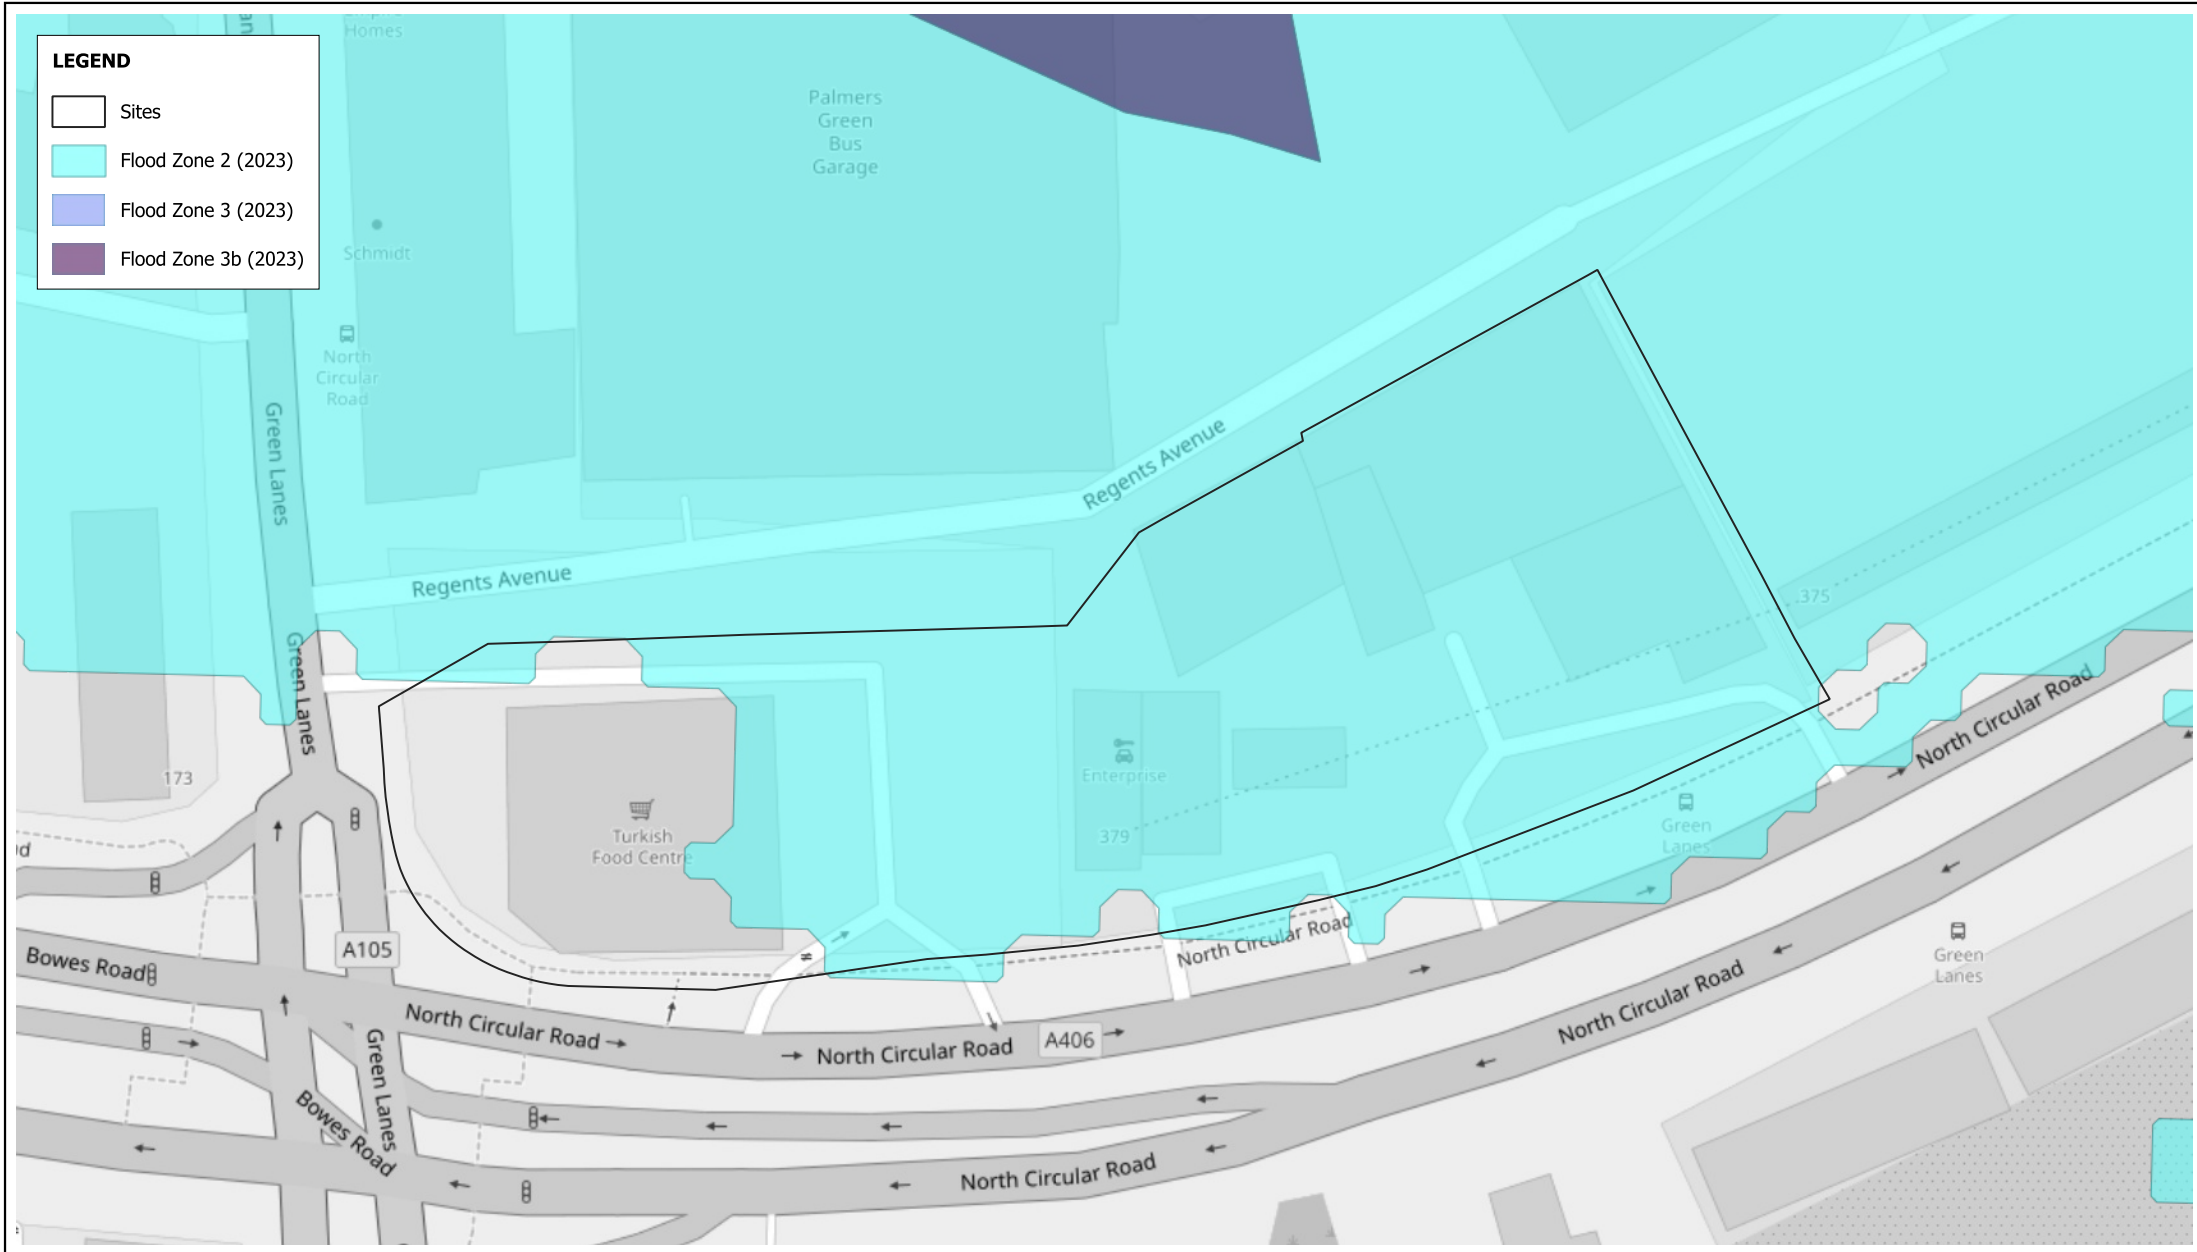 LEGEND
Sites
Flood Zone 2 (2023)
Flood Zone 3 (2023)
Flood Zone 3b (2023)
Homes
Palmers
Green
Bus
Garage
Schmidt
North
Circular
Road
Green Lanes
Regents Avenue
Regents Avenue
Green Lanes
375
173
Enterprise
379
Turkish
Food Centre
Green
Lanes
North Circular Road
North Circular Road
A105
Bowes Road
North Circular Road
North Circular Road
A406
North Circular Road
Green
Lanes
Green Lanes
Bowes Road
North Circular Road